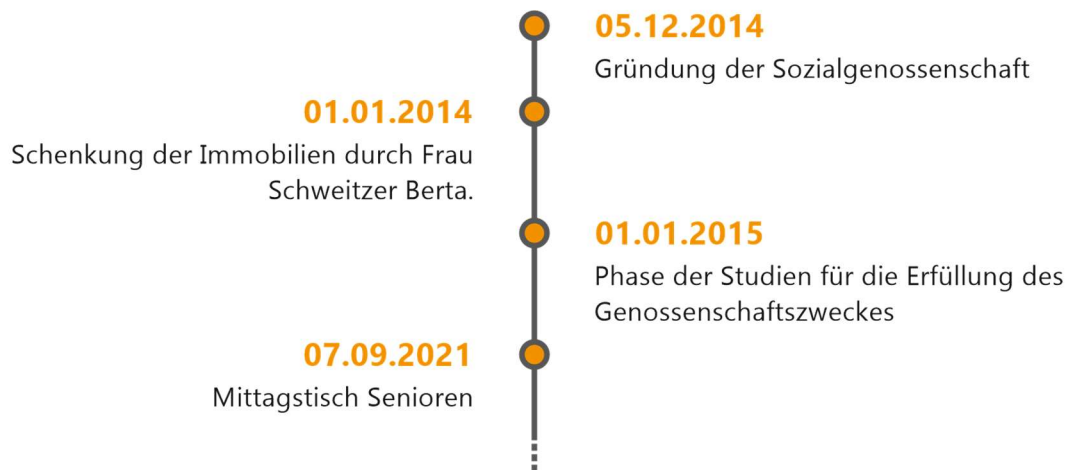 05.12.2014
Gründung der Sozialgenossenschaft
01.01.2014
Schenkung der Immobilien durch Frau
Schweitzer Berta.
01.01.2015
Phase der Studien für die Erfüllung des
Genossenschaftszweckes
07.09.2021
Mittagstisch Senioren